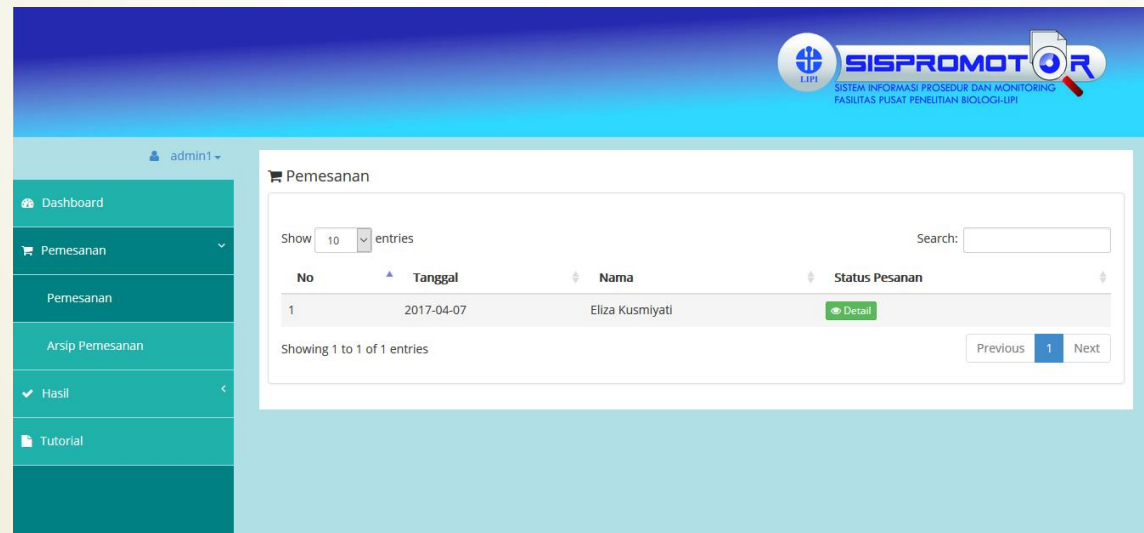 LIPI
SISPROMOTOR
SISTEM INFORMASI PROSEDUR DAN MONITORING
FASILITAS PUSAT PENELITIAN BIOLOGI-LIPI
admin1
Dashboard
Pemesanan
Pemesanan
Arsip Pemesanan
Hasil
Tutorial
Pemesanan
Show 10 entries Search:
No Tanggal Nama Status Pesanan
1 2017-04-07 Eliza Kusmiyati Detail
Showing 1 to 1 of 1 entries Previous 1 Next